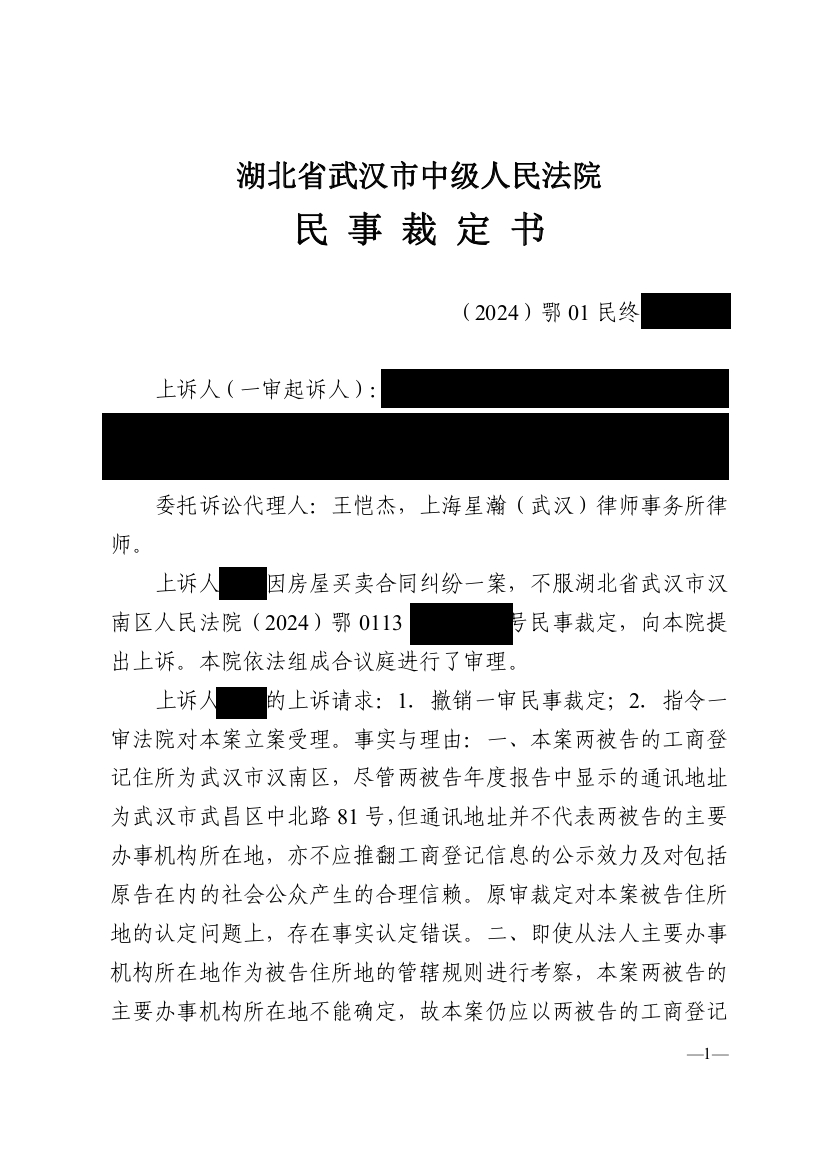 湖北省武汉市中级人民法院
民事裁定书
（2024）鄂 01 民终
上诉人（一审起诉人）：
委托诉讼代理人：王恺杰，上海星瀚（武汉）律师事务所律
师。
上诉人 因房屋买卖合同纠纷一案，不服湖北省武汉市汉
南区人民法院（2024）鄂 0113 号民事裁定，向本院提
出上诉。本院依法组成合议庭进行了审理。
上诉人 的上诉请求：1．撤销一审民事裁定；2．指令一
审法院对本案立案受理。事实与理由：一、本案两被告的工商登
记住所为武汉市汉南区，尽管两被告年度报告中显示的通讯地址
为武汉市武昌区中北路 81 号，但通讯地址并不代表两被告的主要
办事机构所在地，亦不应推翻工商登记信息的公示效力及对包括
原告在内的社会公众产生的合理信赖。原审裁定对本案被告住所
地的认定问题上，存在事实认定错误。二、即使从法人主要办事
机构所在地作为被告住所地的管辖规则进行考察，本案两被告的
主要办事机构所在地不能确定，故本案仍应以两被告的工商登记
—1—